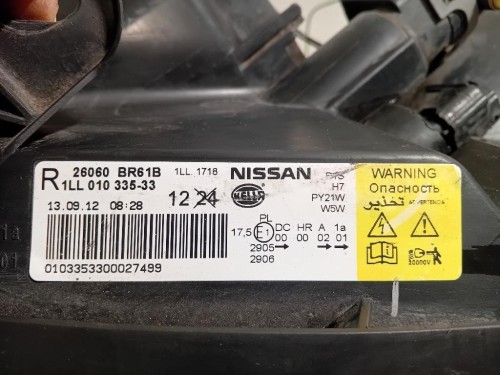 26060 BR61B 1LL 1718 NISSAN
R 1LL 010 335-33
H7
13.09.12 08:28 12 24 HELLA PY21W
W5W
PL DC HR A 1a
17,5 E1 00 00 02 01
2905
2906
0103353300027499
WARNING
Опасность
تحذير
ADVERTENCIA